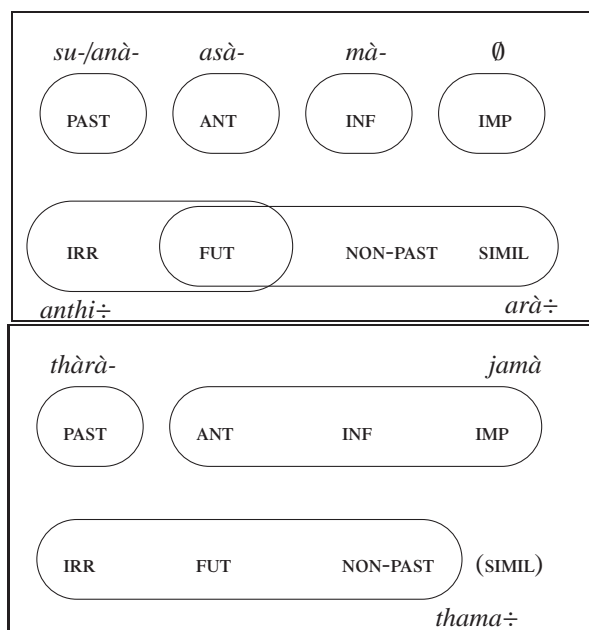 su-/anà- asà- mà- ∅
PAST ANT INF IMP
IRR FUT NON-PAST SIMIL
anthi÷ arà÷
thàrà- jamà
PAST ANT INF IMP
IRR FUT NON-PAST (SIMIL)
thama÷